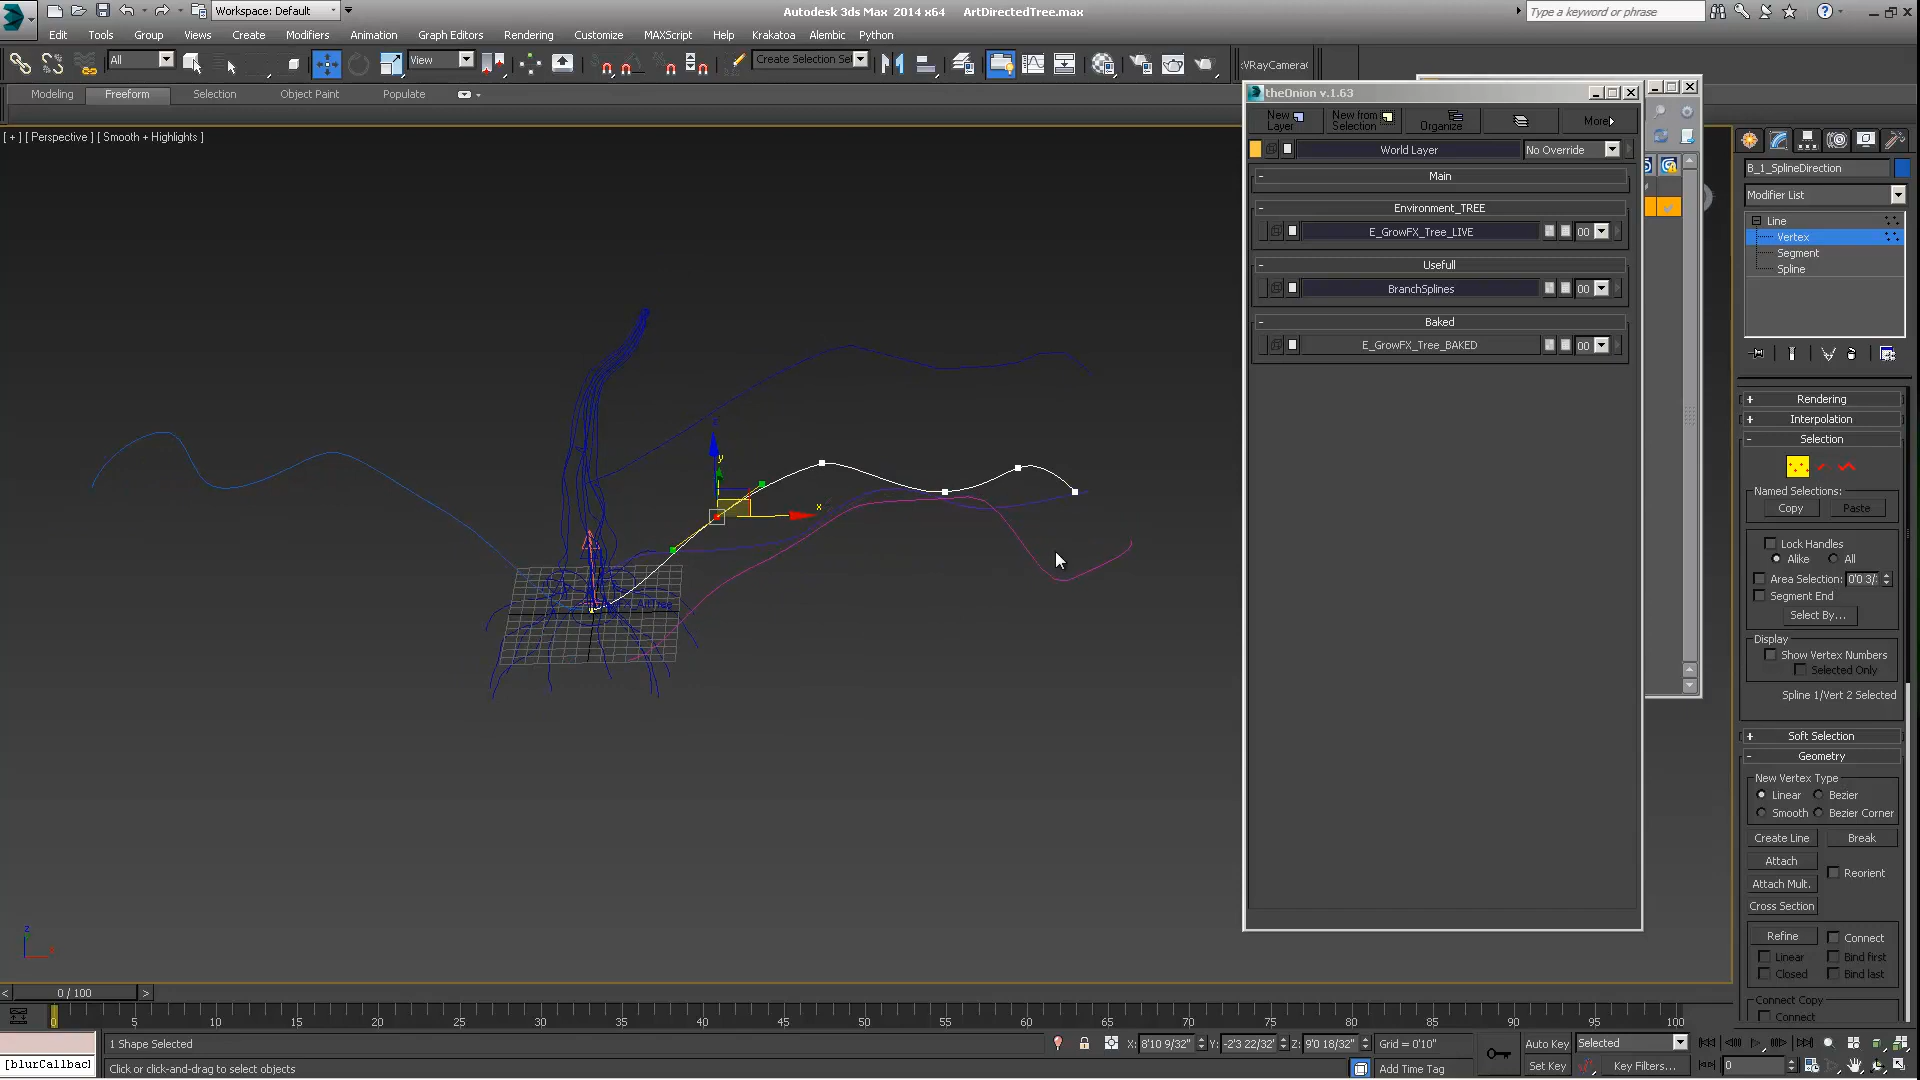 Workspace: Default
Autodesk 3ds Max 2014 x64 ArtDirectedTree.max
Type a keyword or phrase
Edit Tools Group Views Create Modifiers Animation Graph Editors Rendering Customize MAXScript Help Krakatoa Alembic Python
All
View
Create Selection Se
:VRayCamera(
Modeling Freeform Selection Object Paint Populate
[ + ] [ Perspective ] [ Smooth + Highlights ]
theOnion v.1.63
New Layer
New from Selection
Organize
More
World Layer
No Override
Main
Environment_TREE
E_GrowFX_Tree_LIVE
00
Usefull
BranchSplines
00
Baked
E_GrowFX_Tree_BAKED
00
B_1_SplineDirection
Modifier List
Line
Vertex
Segment
Spline
Rendering
Interpolation
Selection
Named Selections:
Copy Paste
Lock Handles
Alike All
Area Selection: 0'0 3/
Segment End
Select By...
Display
Show Vertex Numbers
Selected Only
Spline 1/Vert 2 Selected
Soft Selection
Geometry
New Vertex Type
Linear Bezier
Smooth Bezier Corner
Create Line Break
Attach
Reorient
Attach Mult.
Cross Section
Refine Connect
Linear Bind first
Closed Bind last
Connect Copy
Connect
x
y
z
0 / 100
0 5 10 15 20 25 30 35 40 45 50 55 60 65 70 75 80 85 90 95 100
1 Shape Selected
X: 8'10 9/32" Y: -2'3 22/32" Z: 9'0 18/32" Grid = 0'10"
Auto Key Selected
[blurCallbac
Click or click-and-drag to select objects
Add Time Tag
Set Key Key Filters... 0